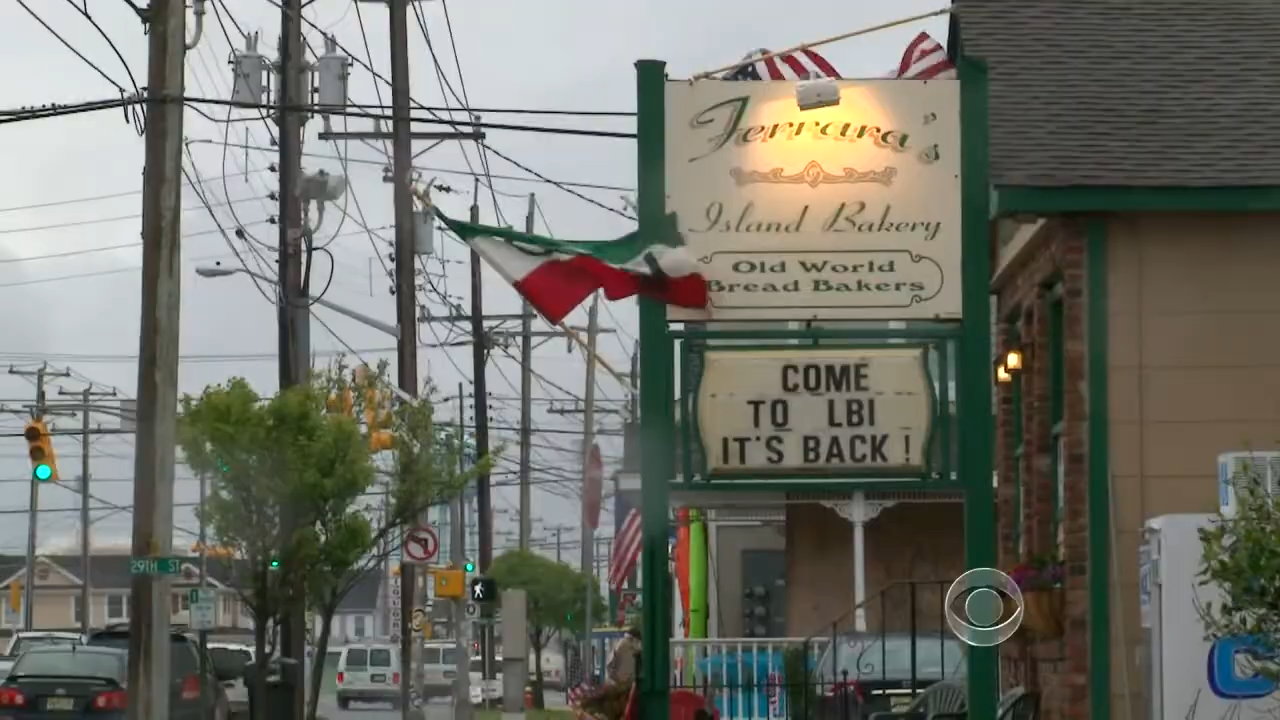 Ferrara's
Island Bakery
Old World
Bread Bakers
COME
TO LBI
IT'S BACK !
29TH ST